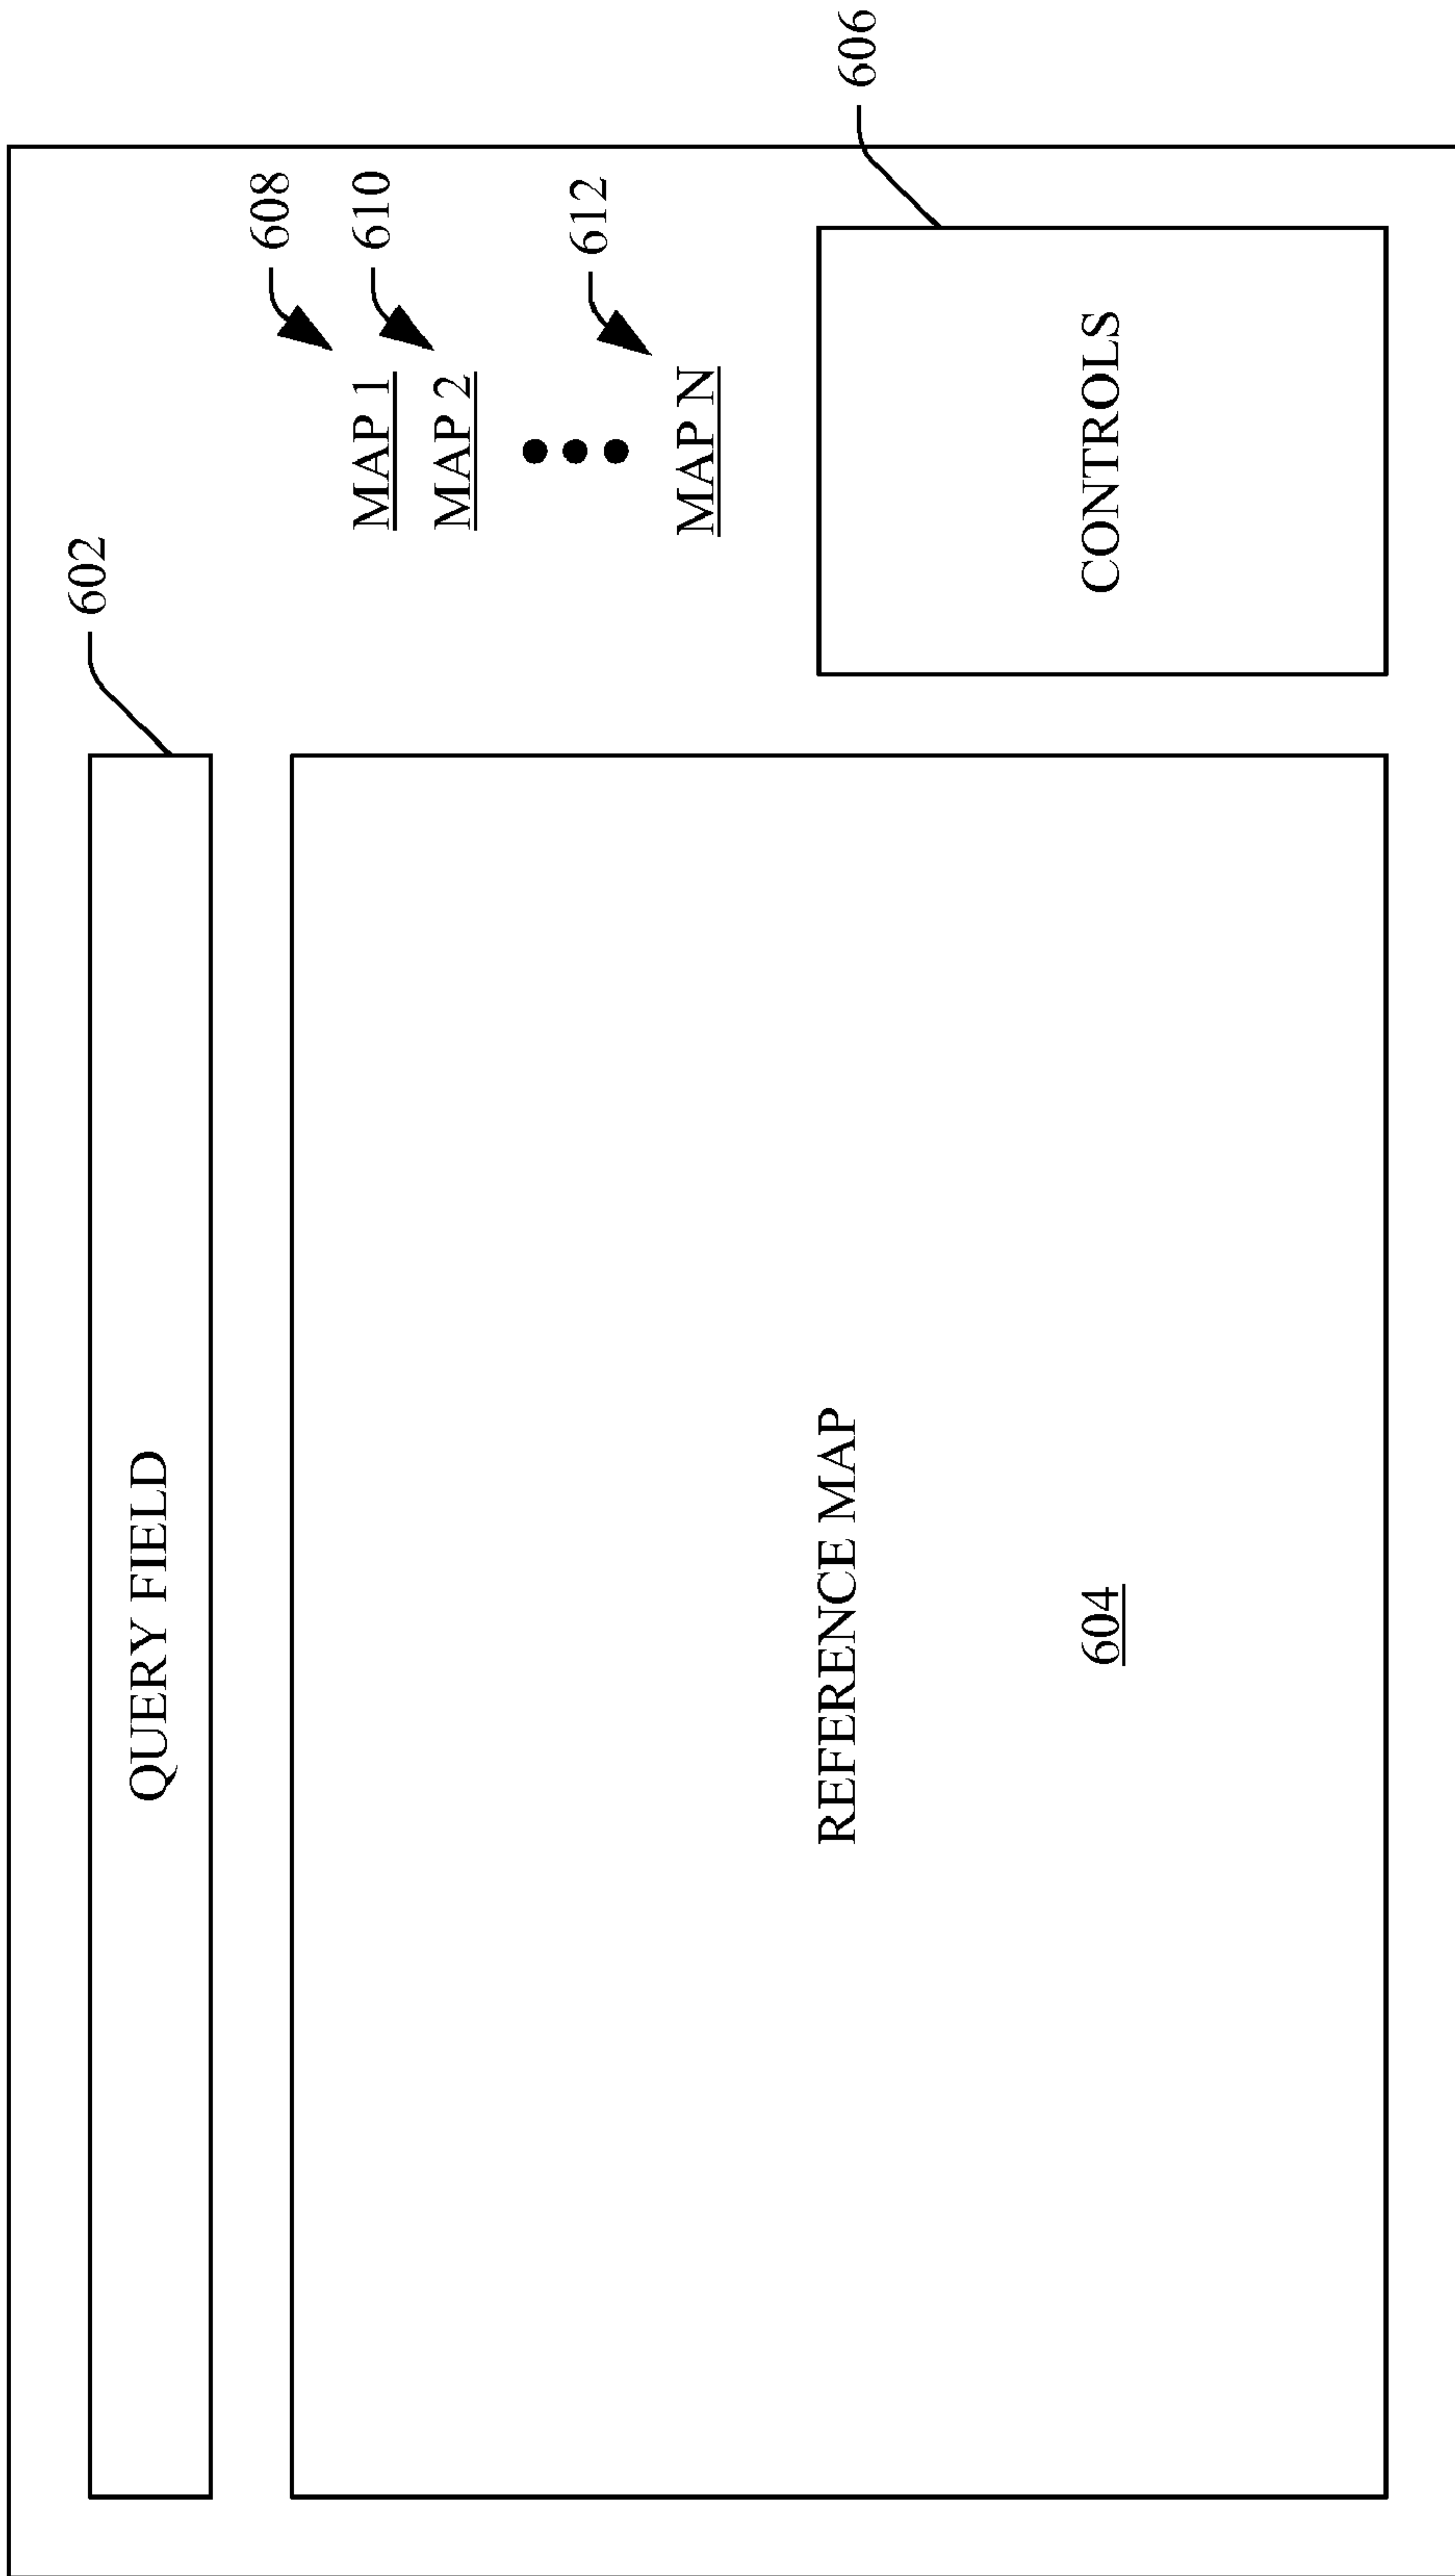 602
QUERY FIELD
608
MAP 1
610
MAP 2
612
MAP N
REFERENCE MAP
604
606
CONTROLS